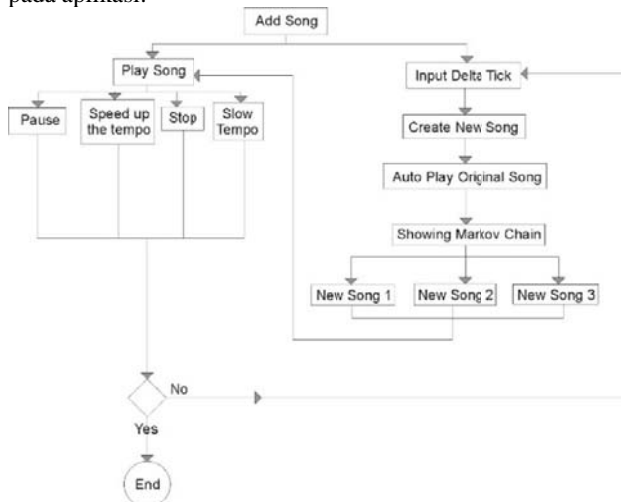 pada aplikasi.
Add Song
Play Song
Input Delta Tick
Pause
Speed up
the tempo
Stop
Slow
Tempo
Create New Song
Auto Play Original Song
Showing Markov Chain
New Song 1
New Song 2
New Song 3
No
Yes
End